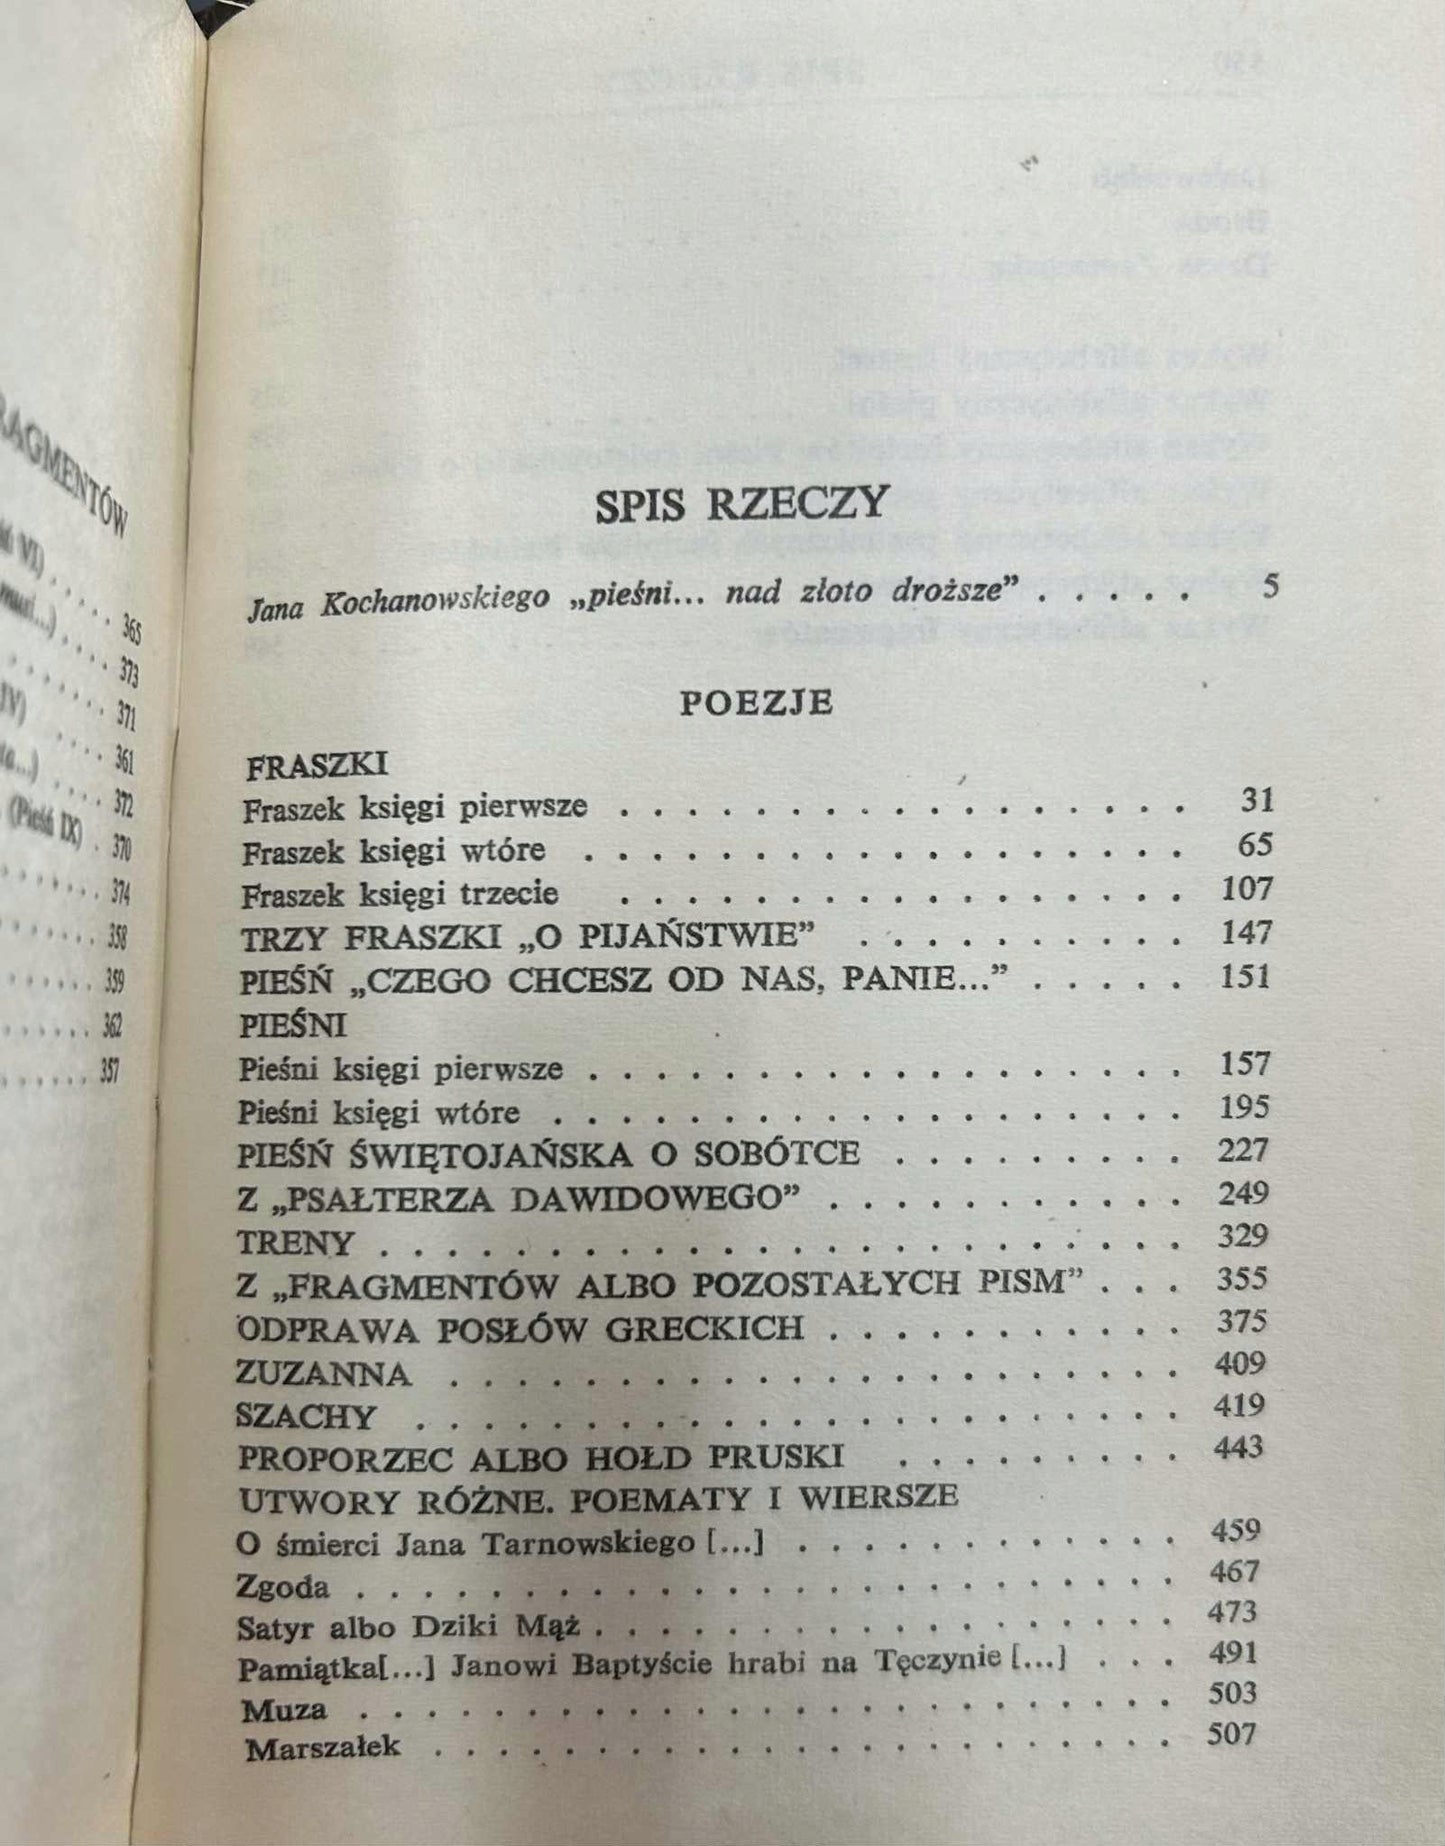 RAGMENTÓW
VI) . . . . 365
. . . . 373
. . . . 371
IV) . . . . 361
...) . . . . 372
(Pieśń IX) . 370
. . . . . . . 374
. . . . . . . 358
. . . . . . 359
. . . . . . 362
. . . . . . 357
SPIS RZECZY
Jana Kochanowskiego „pieśni... nad złoto droższe” . . . . . 5
POEZJE
FRASZKI
Fraszek księgi pierwsze . . . . . . . . . . . . . . . . . 31
Fraszek księgi wtóre . . . . . . . . . . . . . . . . . . 65
Fraszek księgi trzecie . . . . . . . . . . . . . . . . . 107
TRZY FRASZKI „O PIJAŃSTWIE” . . . . . . . . . . 147
PIEŚŃ „CZEGO CHCESZ OD NAS, PANIE...” . . . . . 151
PIEŚNI
Pieśni księgi pierwsze . . . . . . . . . . . . . . . . . . 157
Pieśni księgi wtóre . . . . . . . . . . . . . . . . . . . 195
PIEŚŃ ŚWIĘTOJAŃSKA O SOBÓTCE . . . . . . . . . 227
Z „PSAŁTERZA DAWIDOWEGO” . . . . . . . . . . . 249
TRENY . . . . . . . . . . . . . . . . . . . . . . . . 329
Z „FRAGMENTÓW ALBO POZOSTAŁYCH PISM” . . . 355
ODPRAWA POSŁÓW GRECKICH . . . . . . . . . . . 375
ZUZANNA . . . . . . . . . . . . . . . . . . . . . . 409
SZACHY . . . . . . . . . . . . . . . . . . . . . . . 419
PROPORZEC ALBO HOŁD PRUSKI . . . . . . . . . 443
UTWORY RÓŻNE. POEMATY I WIERSZE
O śmierci Jana Tarnowskiego [...] . . . . . . . . . . . . 459
Zgoda . . . . . . . . . . . . . . . . . . . . . . . . . 467
Satyr albo Dziki Mąż . . . . . . . . . . . . . . . . . . 473
Pamiątka[...] Janowi Baptyście hrabi na Tęczynie [...] . . . 491
Muza . . . . . . . . . . . . . . . . . . . . . . . . . 503
Marszałek . . . . . . . . . . . . . . . . . . . . . . 507